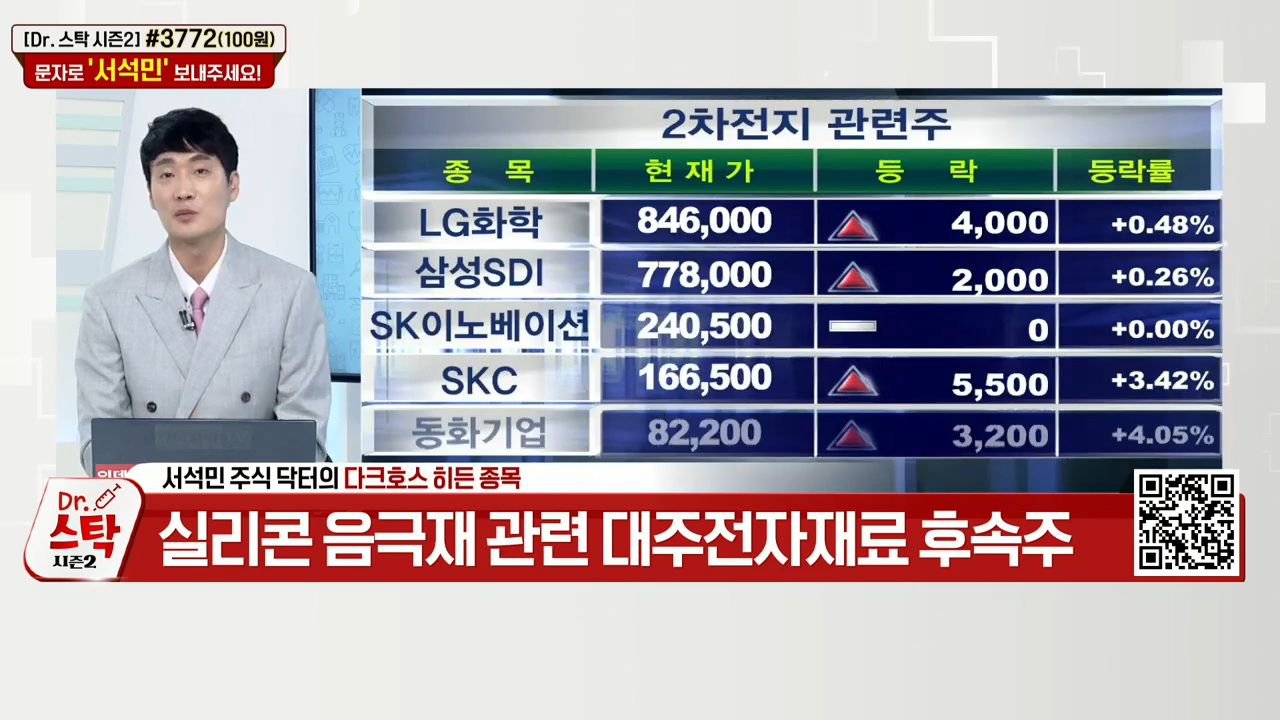 [Dr. 스탁 시즌2] #3772(100원)
문자로 '서석민' 보내주세요!
2차전지 관련주
종 목 현 재 가 등 락 등락률
LG화학 846,000 ▲ 4,000 +0.48%
삼성SDI 778,000 ▲ 2,000 +0.26%
SK이노베이션 240,500 0 +0.00%
SKC 166,500 ▲ 5,500 +3.42%
동화기업 82,200 ▲ 3,200 +4.05%
서석민 주식 닥터의 다크호스 히든 종목
Dr.
스탁
시즌2
실리콘 음극재 관련 대주전자재료 후속주